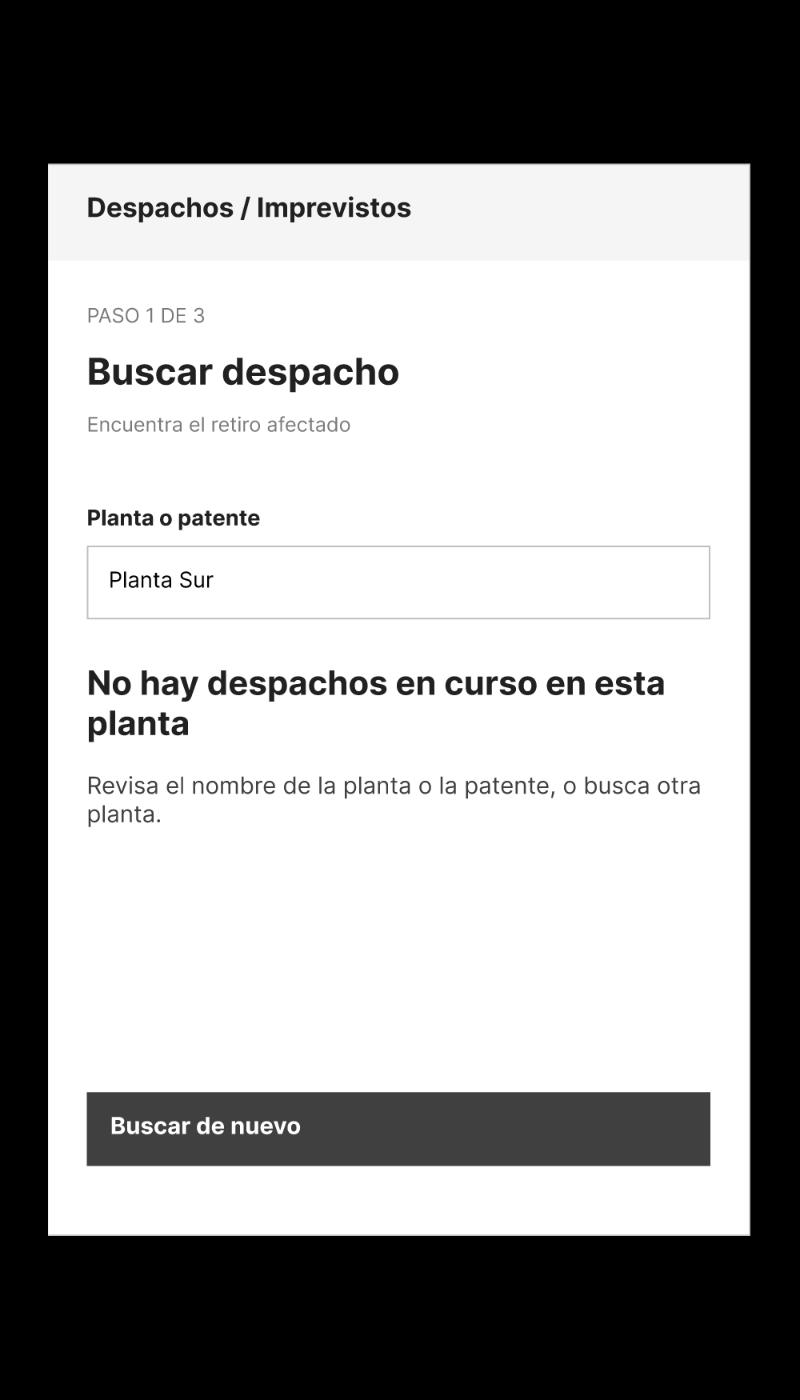 Despachos / Imprevistos
PASO 1 DE 3
Buscar despacho
Encuentra el retiro afectado
Planta o patente
Planta Sur
No hay despachos en curso en esta
planta
Revisa el nombre de la planta o la patente, o busca otra
planta.
Buscar de nuevo